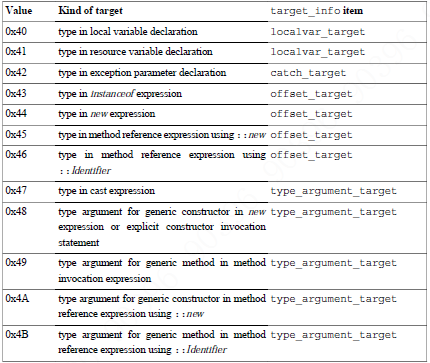 Value Kind of target target_info item
0x40 type in local variable declaration localvar_target
0x41 type in resource variable declaration localvar_target
0x42 type in exception parameter declaration catch_target
0x43 type in instanceof expression offset_target
0x44 type in new expression offset_target
0x45 type in method reference expression using ::new offset_target
0x46 type in method reference expression using offset_target
::Identifier
0x47 type in cast expression type_argument_target
0x48 type argument for generic constructor in new type_argument_target
expression or explicit constructor invocation
statement
0x49 type argument for generic method in method type_argument_target
invocation expression
0x4A type argument for generic constructor in method type_argument_target
reference expression using ::new
0x4B type argument for generic method in method type_argument_target
reference expression using ::Identifier